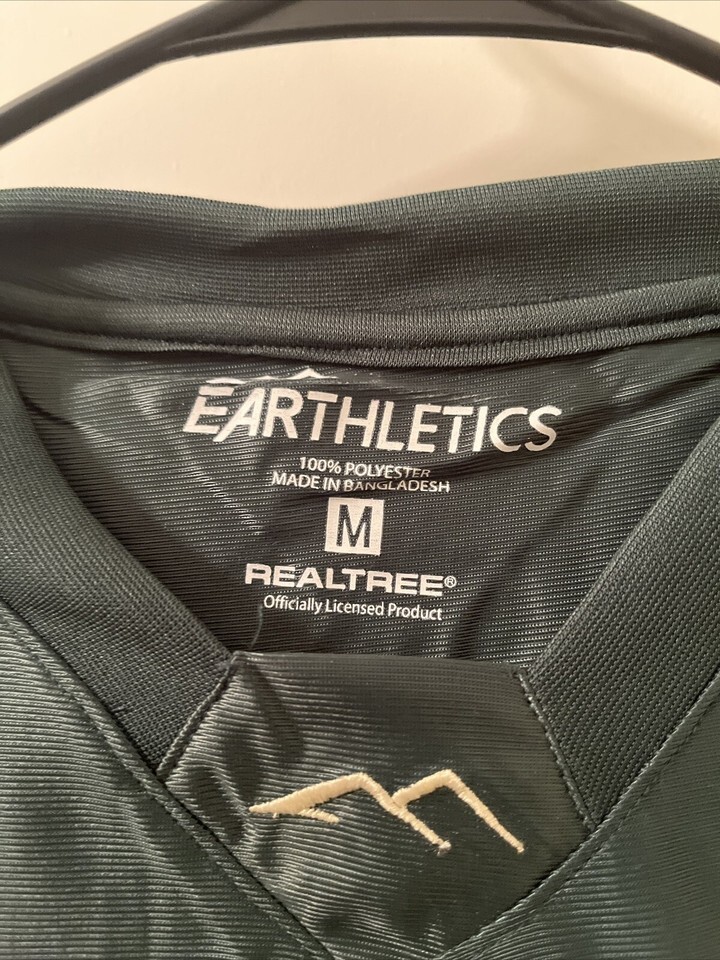 EARTHLETICS
100% POLYESTER
MADE IN BANGLADESH
M
REALTREE®
Officially Licensed Product